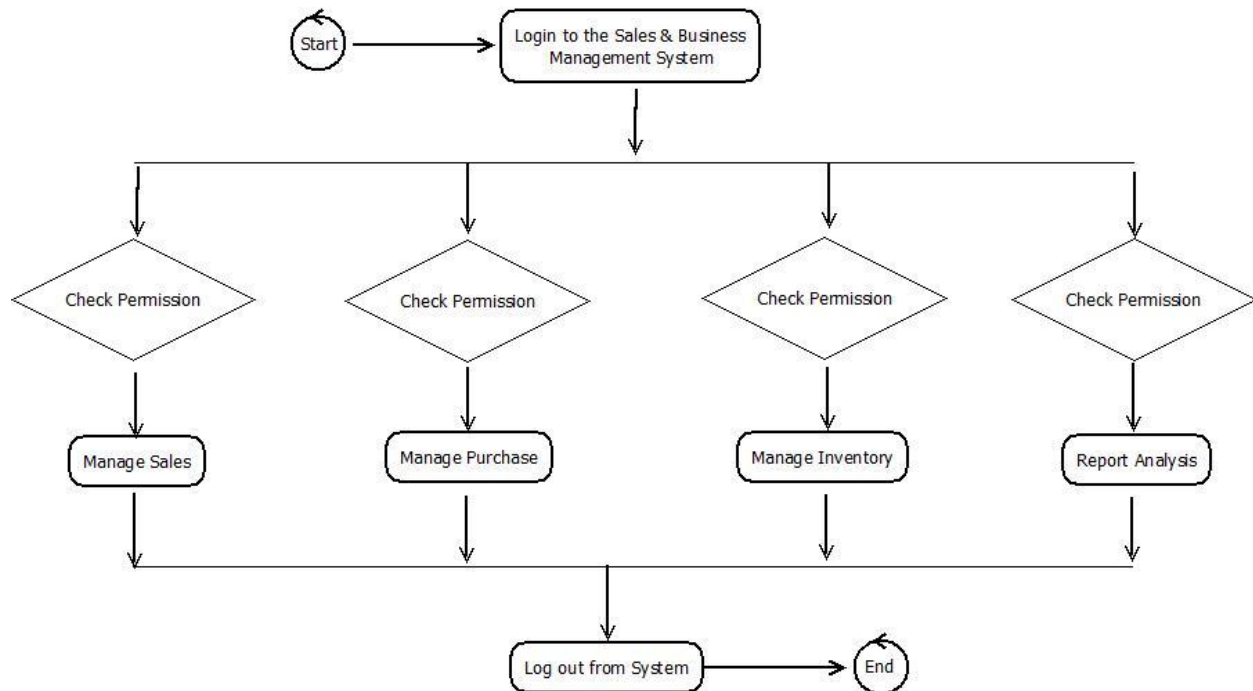 Start
Login to the Sales & Business
Management System
Check Permission
Check Permission
Check Permission
Check Permission
Manage Sales
Manage Purchase
Manage Inventory
Report Analysis
Log out from System
End